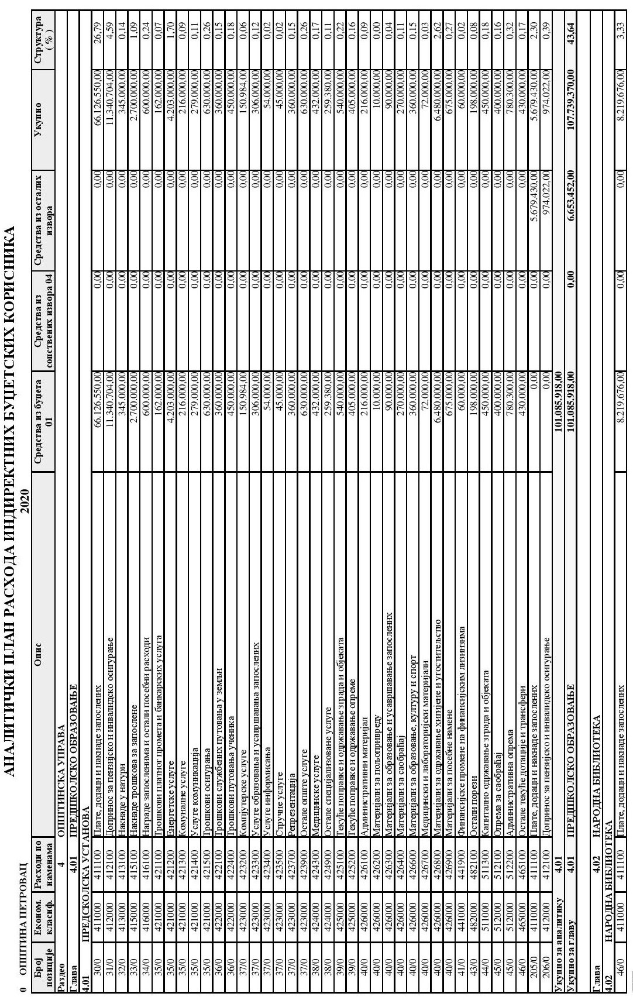 АНАЛИТИЧКИ ПЛАН РАСХОДА ИНДИРЕКТНИХ БУЏЕТСКИХ КОРИСНИКА
2020
0 ОПШТИНА ПЕТРОВАЦ
Број позиције Економ. класиф. Расходи по наменама Опис Средства из буџета 01 Средства из сопствених извора 04 Средства из осталих извора Укупно Структура ( % )
Раздео 4 ОПШТИНСКА УПРАВА
Глава 4.01 ПРЕДШКОЛСКО ОБРАЗОВАЊЕ
4.01 ПРЕДСКОЛСКА УСТАНОВА
30/0 411000 411100 Плате, додаци и накнаде запослених 66.126.550,00 0,00 0,00 66.126.550,00 26,79
31/0 412000 412100 Допринос за пензијско и инвалидско осигурање 11.340.704,00 0,00 0,00 11.340.704,00 4,59
32/0 413000 413100 Накнаде у натури 345.000,00 0,00 0,00 345.000,00 0,14
33/0 415000 415100 Накнаде трошкова за запослене 2.700.000,00 0,00 0,00 2.700.000,00 1,09
34/0 416000 416100 Награде запосленима и остали посебни расходи 600.000,00 0,00 0,00 600.000,00 0,24
35/0 421000 421100 Трошкови платног промета и банкарских услуга 162.000,00 0,00 0,00 162.000,00 0,07
35/0 421000 421200 Енергетске услуге 4.203.000,00 0,00 0,00 4.203.000,00 1,70
35/0 421000 421300 Комуналне услуге 216.000,00 0,00 0,00 216.000,00 0,09
35/0 421000 421400 Услуге комуникација 279.000,00 0,00 0,00 279.000,00 0,11
35/0 421000 421500 Трошкови осигурања 630.000,00 0,00 0,00 630.000,00 0,26
36/0 422000 422100 Трошкови службених путовања у земљи 360.000,00 0,00 0,00 360.000,00 0,15
36/0 422000 422400 Трошкови путовања ученика 450.000,00 0,00 0,00 450.000,00 0,18
37/0 423000 423200 Компјутерске услуге 150.984,00 0,00 0,00 150.984,00 0,06
37/0 423000 423300 Услуге образовања и усавршавања запослених 306.000,00 0,00 0,00 306.000,00 0,12
37/0 423000 423400 Услуге информисања 54.000,00 0,00 0,00 54.000,00 0,02
37/0 423000 423500 Стручне услуге 45.000,00 0,00 0,00 45.000,00 0,02
37/0 423000 423700 Репрезентација 360.000,00 0,00 0,00 360.000,00 0,15
37/0 423000 423900 Остале опште услуге 630.000,00 0,00 0,00 630.000,00 0,26
38/0 424000 424300 Медицинске услуге 432.000,00 0,00 0,00 432.000,00 0,17
38/0 424000 424900 Остале специјализоване услуге 259.380,00 0,00 0,00 259.380,00 0,11
39/0 425000 425100 Текуће поправке и одржавање зграда и објеката 540.000,00 0,00 0,00 540.000,00 0,22
39/0 425000 425200 Текуће поправке и одржавање опреме 405.000,00 0,00 0,00 405.000,00 0,16
40/0 426000 426100 Административни материјал 216.000,00 0,00 0,00 216.000,00 0,09
40/0 426000 426200 Материјали за пољопривреду 10.000,00 0,00 0,00 10.000,00 0,00
40/0 426000 426300 Материјали за образовање и усавршавање запослених 90.000,00 0,00 0,00 90.000,00 0,04
40/0 426000 426400 Материјали за саобраћај 270.000,00 0,00 0,00 270.000,00 0,11
40/0 426000 426600 Материјали за образовање, културу и спорт 360.000,00 0,00 0,00 360.000,00 0,15
40/0 426000 426700 Медицински и лабораторијски материјали 72.000,00 0,00 0,00 72.000,00 0,03
40/0 426000 426800 Материјали за одржавање хигијене и угоститељство 6.480.000,00 0,00 0,00 6.480.000,00 2,62
40/0 426000 426900 Материјали за посебне намене 675.000,00 0,00 0,00 675.000,00 0,27
41/0 441000 441900 Финансијске промене на финансијским лизинзима 60.000,00 0,00 0,00 60.000,00 0,02
43/0 482000 482100 Остали порези 198.000,00 0,00 0,00 198.000,00 0,08
44/0 511000 511300 Капитално одржавање зграда и објеката 450.000,00 0,00 0,00 450.000,00 0,18
45/0 512000 512100 Опрема за саобраћај 400.000,00 0,00 0,00 400.000,00 0,16
45/0 512000 512200 Административна опрема 780.300,00 0,00 0,00 780.300,00 0,32
46/0 465000 465100 Остале текуће дотације и трансфери 430.000,00 0,00 0,00 430.000,00 0,17
205/0 411000 411100 Плате, додаци и накнаде запослених 0,00 0,00 5.679.430,00 5.679.430,00 2,30
206/0 412000 412100 Допринос за пензијско и инвалидско осигурање 0,00 0,00 974.022,00 974.022,00 0,39
Укупно за аналитику 4.01 101.085.918,00
Укупно за главу 4.01 ПРЕДШКОЛСКО ОБРАЗОВАЊЕ 101.085.918,00 0,00 6.653.452,00 107.739.370,00 43,64
Глава 4.02 НАРОДНА БИБЛИОТЕКА
4.02 НАРОДНА БИБЛИОТЕКА
46/0 411000 411100 Плате, додаци и накнаде запослених 8.219.676,00 0,00 0,00 8.219.676,00 3,33